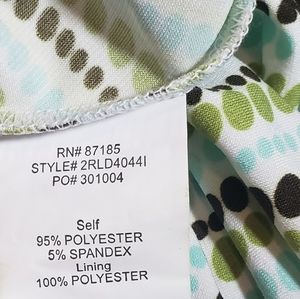 RN# 87185
STYLE# 2RLD4044I
PO# 301004
Self
95% POLYESTER
5% SPANDEX
Lining
100% POLYESTER